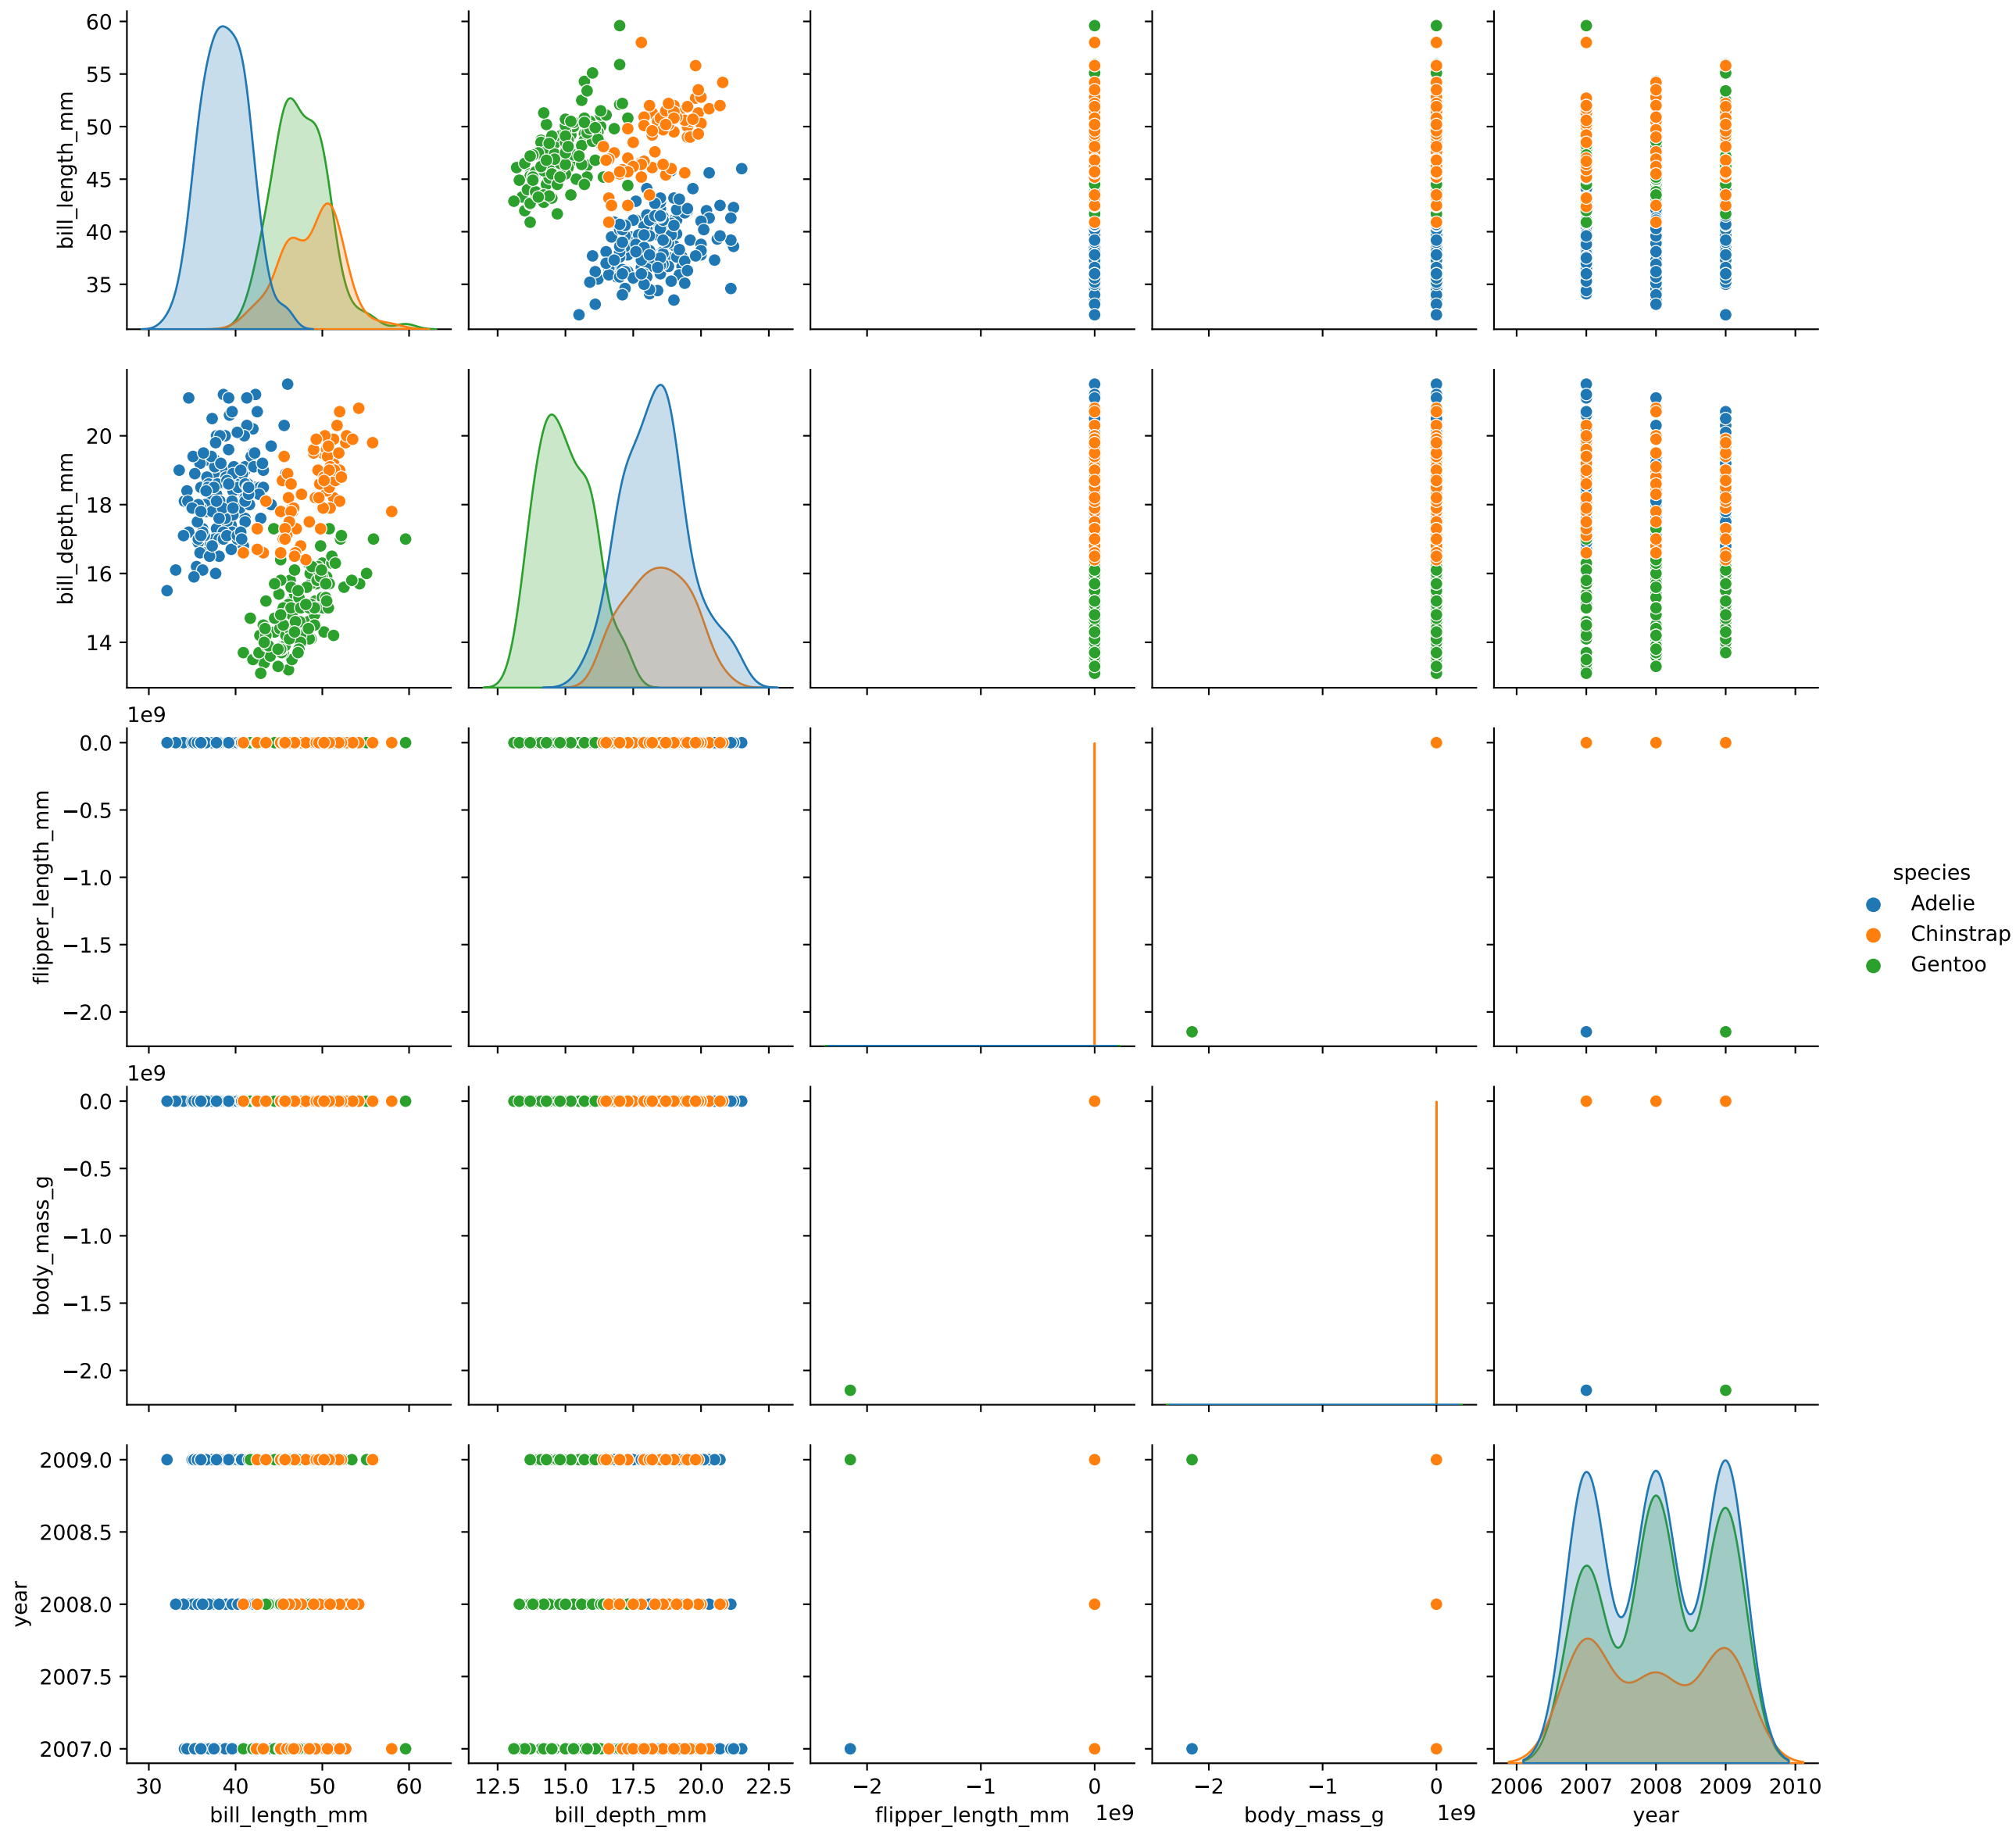 60
55
50
45
40
35
bill_length_mm
20
18
16
14
bill_depth_mm
1e9
0.0
−0.5
−1.0
−1.5
−2.0
flipper_length_mm
species
Adelie
Chinstrap
Gentoo
1e9
0.0
−0.5
−1.0
−1.5
−2.0
body_mass_g
2009.0
2008.5
2008.0
2007.5
2007.0
year
30 40 50 60
bill_length_mm
12.5 15.0 17.5 20.0 22.5
bill_depth_mm
−2 −1 0
1e9
flipper_length_mm
−2 −1 0
1e9
body_mass_g
2006 2007 2008 2009 2010
year